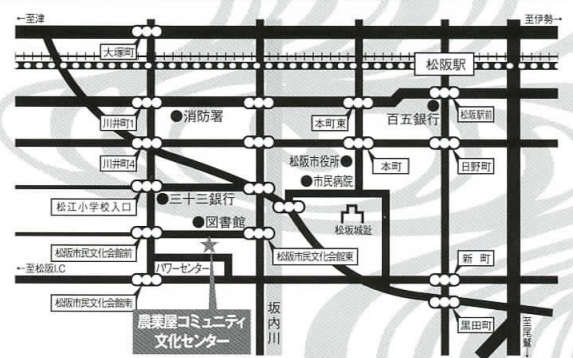 ←至津
至伊勢→
大塚町
松阪駅
川井町1
消防署
本町東
百五銀行
松阪駅前
川井町4
松阪市役所
本町
日野町
市民病院
松江小学校入口
三十三銀行
図書館
松坂城趾
松阪市民文化会館前
松阪市民文化会館東
新 町
←至松阪I.C
パワーセンター
松阪市民文化会館南
坂内川
農業屋コミュニティ
文化センター
黒田町
至尾鷲→